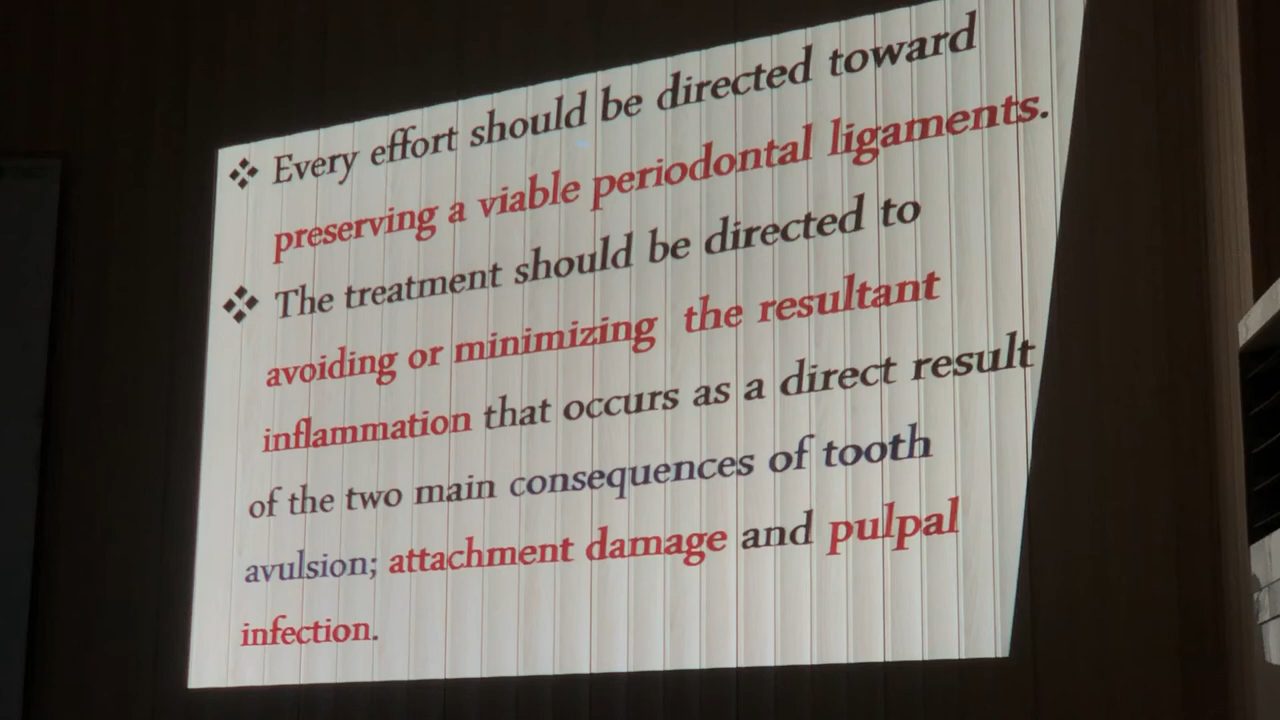 ❖ Every effort should be directed toward
preserving a viable periodontal ligaments.
❖ The treatment should be directed to
avoiding or minimizing the resultant
inflammation that occurs as a direct result
of the two main consequences of tooth
avulsion; attachment damage and pulpal
infection.